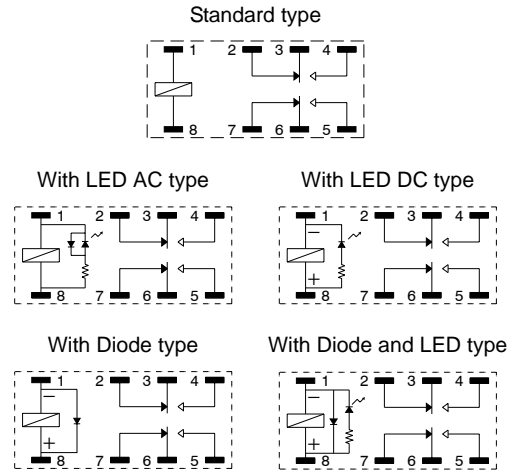 Standard type
1 2 3 4
8 7 6 5
With LED AC type With LED DC type
1 2 3 4 1 2 3 4
−
+
8 7 6 5 8 7 6 5
With Diode type With Diode and LED type
1 2 3 4 1 2 3 4
− −
+ +
8 7 6 5 8 7 6 5